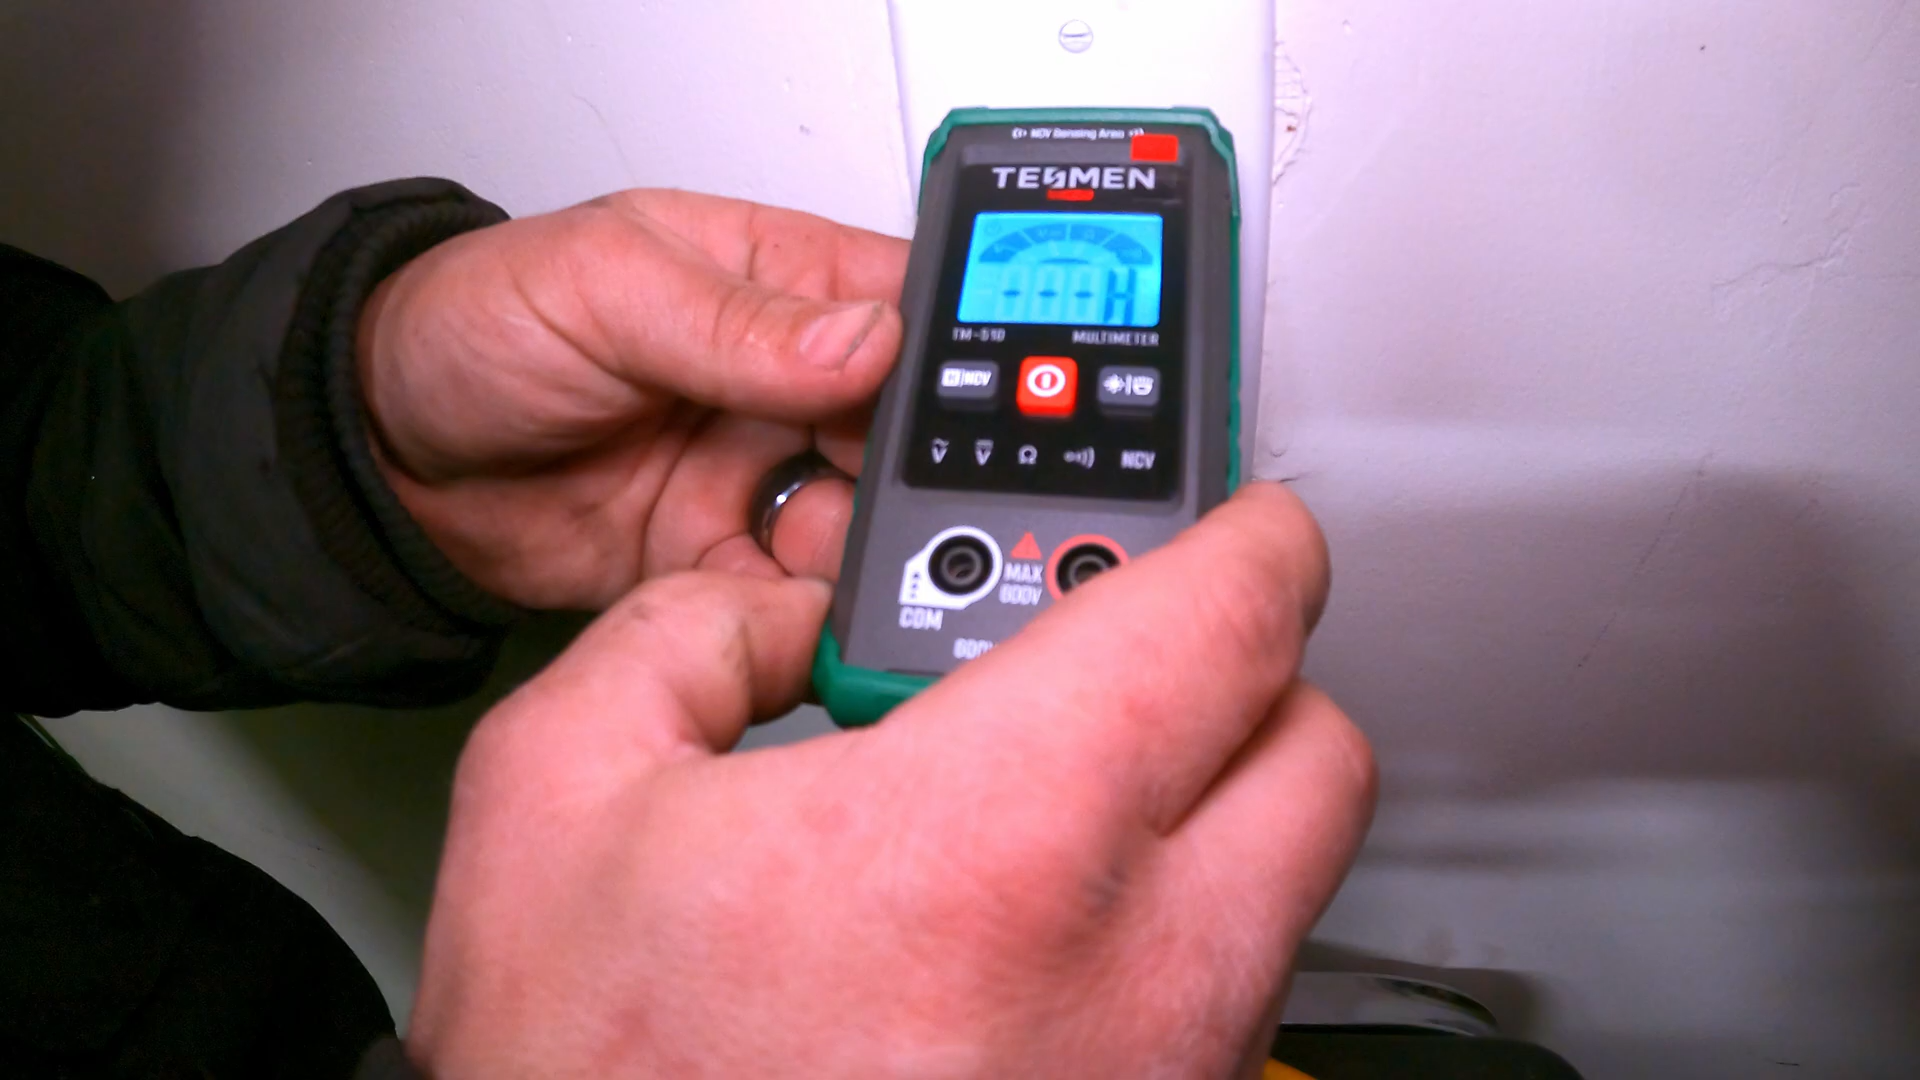 NCV Sensing Area
TESMEN
---H
TM-510 MULTIMETER
H|NCV
V V Ω NCV
MAX
600V
COM